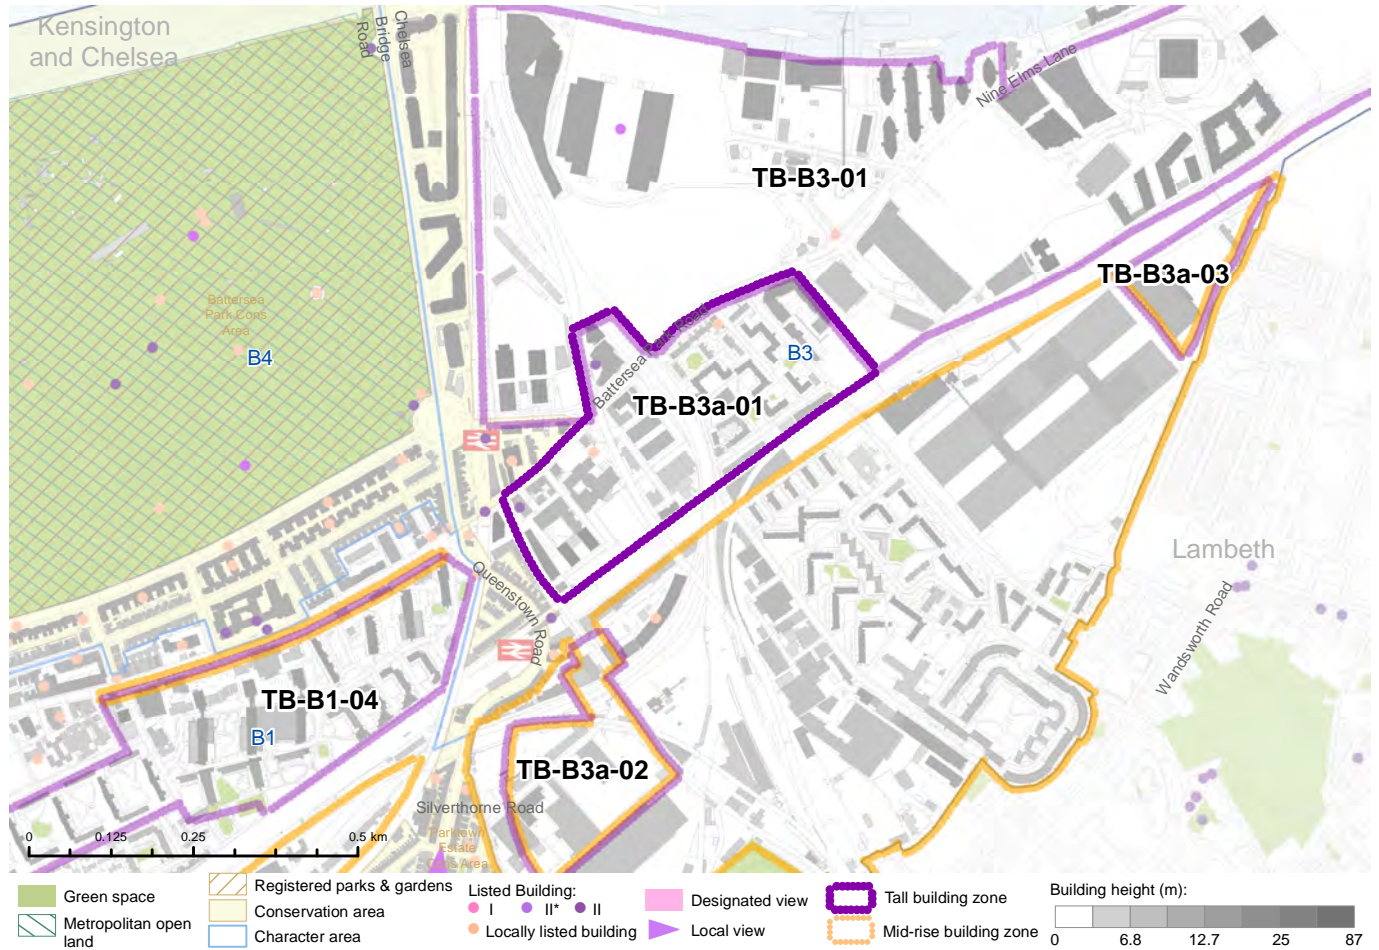 Kensington
and Chelsea
Chelsea
Bridge
Road
Nine Elms Lane
TB-B3-01
TB-B3a-03
Battersea
Park Cons
Area
B4
B3
Battersea Park Road
TB-B3a-01
Lambeth
Queenstown Road
Wandsworth Road
TB-B1-04
B1
TB-B3a-02
Silverthorne Road
Parktown
Estate
Cons Area
0 0.125 0.25 0.5 km
Green space
Metropolitan open
land
Registered parks & gardens
Conservation area
Character area
Listed Building:
I II* II
Locally listed building
Designated view
Local view
Tall building zone
Mid-rise building zone
Building height (m):
0 6.8 12.7 25 87